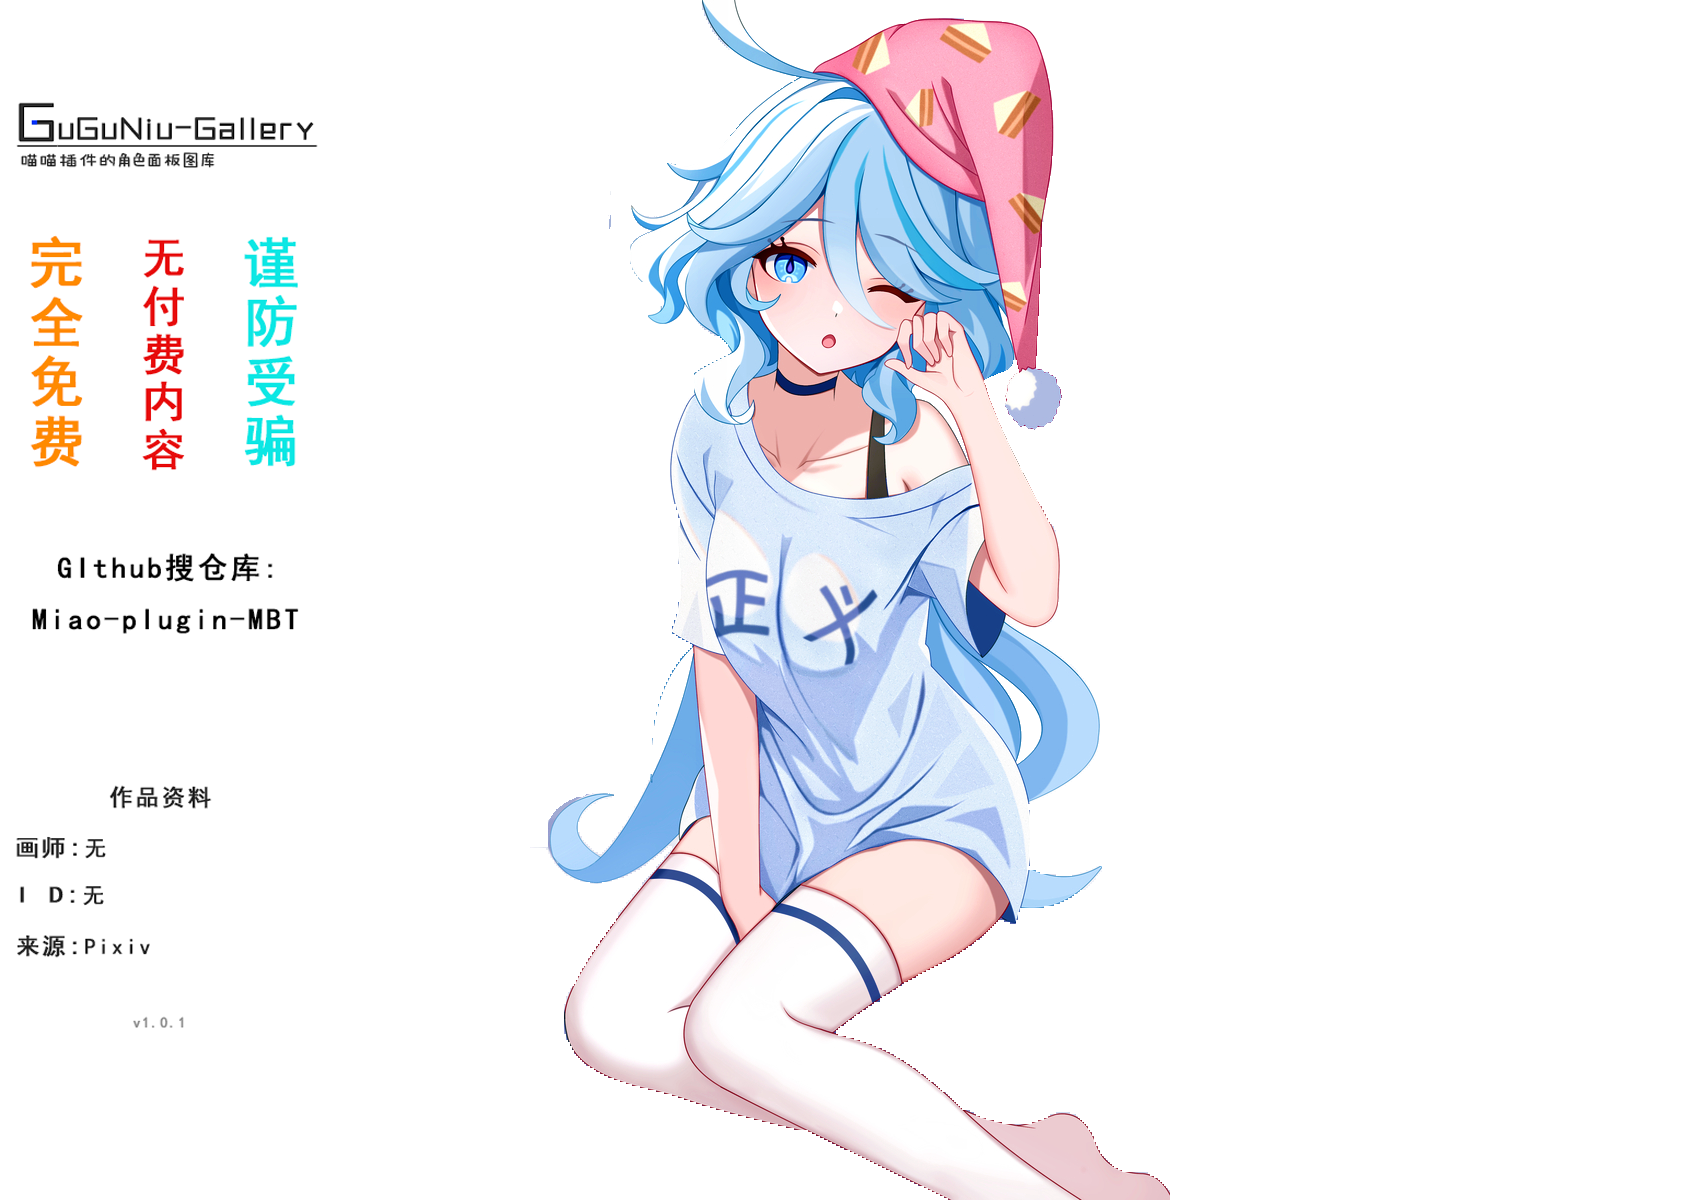 GuGuNiu-Gallery
喵喵插件的角色面板图库
完全免费
无付费内容
谨防受骗
GIthub搜仓库:
Miao-plugin-MBT
正义
作品资料
画师:无
I D:无
来源:Pixiv
v1.0.1